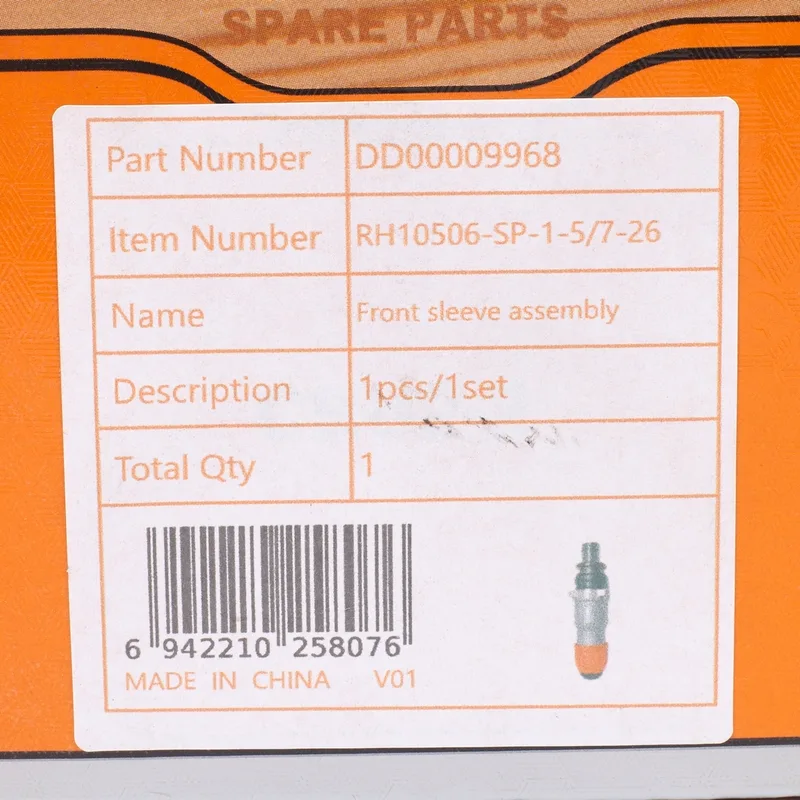 SPARE PARTS
Part Number DD00009968
Item Number RH10506-SP-1-5/7-26
Name Front sleeve assembly
Description 1pcs/1set
Total Qty 1
6 942210 258076
MADE IN CHINA V01